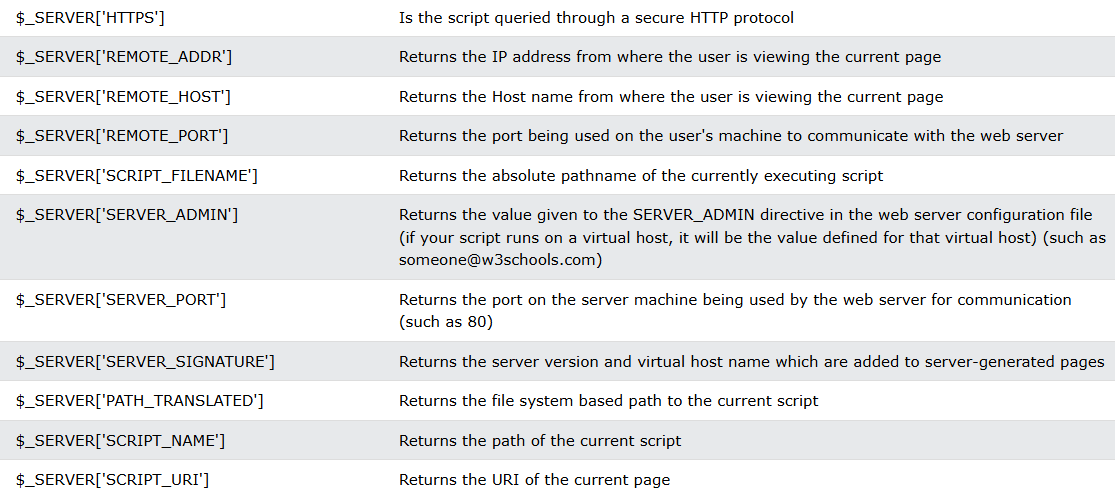 $_SERVER['HTTPS'] Is the script queried through a secure HTTP protocol
$_SERVER['REMOTE_ADDR'] Returns the IP address from where the user is viewing the current page
$_SERVER['REMOTE_HOST'] Returns the Host name from where the user is viewing the current page
$_SERVER['REMOTE_PORT'] Returns the port being used on the user's machine to communicate with the web server
$_SERVER['SCRIPT_FILENAME'] Returns the absolute pathname of the currently executing script
$_SERVER['SERVER_ADMIN'] Returns the value given to the SERVER_ADMIN directive in the web server configuration file
(if your script runs on a virtual host, it will be the value defined for that virtual host) (such as
someone@w3schools.com)
$_SERVER['SERVER_PORT'] Returns the port on the server machine being used by the web server for communication
(such as 80)
$_SERVER['SERVER_SIGNATURE'] Returns the server version and virtual host name which are added to server-generated pages
$_SERVER['PATH_TRANSLATED'] Returns the file system based path to the current script
$_SERVER['SCRIPT_NAME'] Returns the path of the current script
$_SERVER['SCRIPT_URI'] Returns the URI of the current page